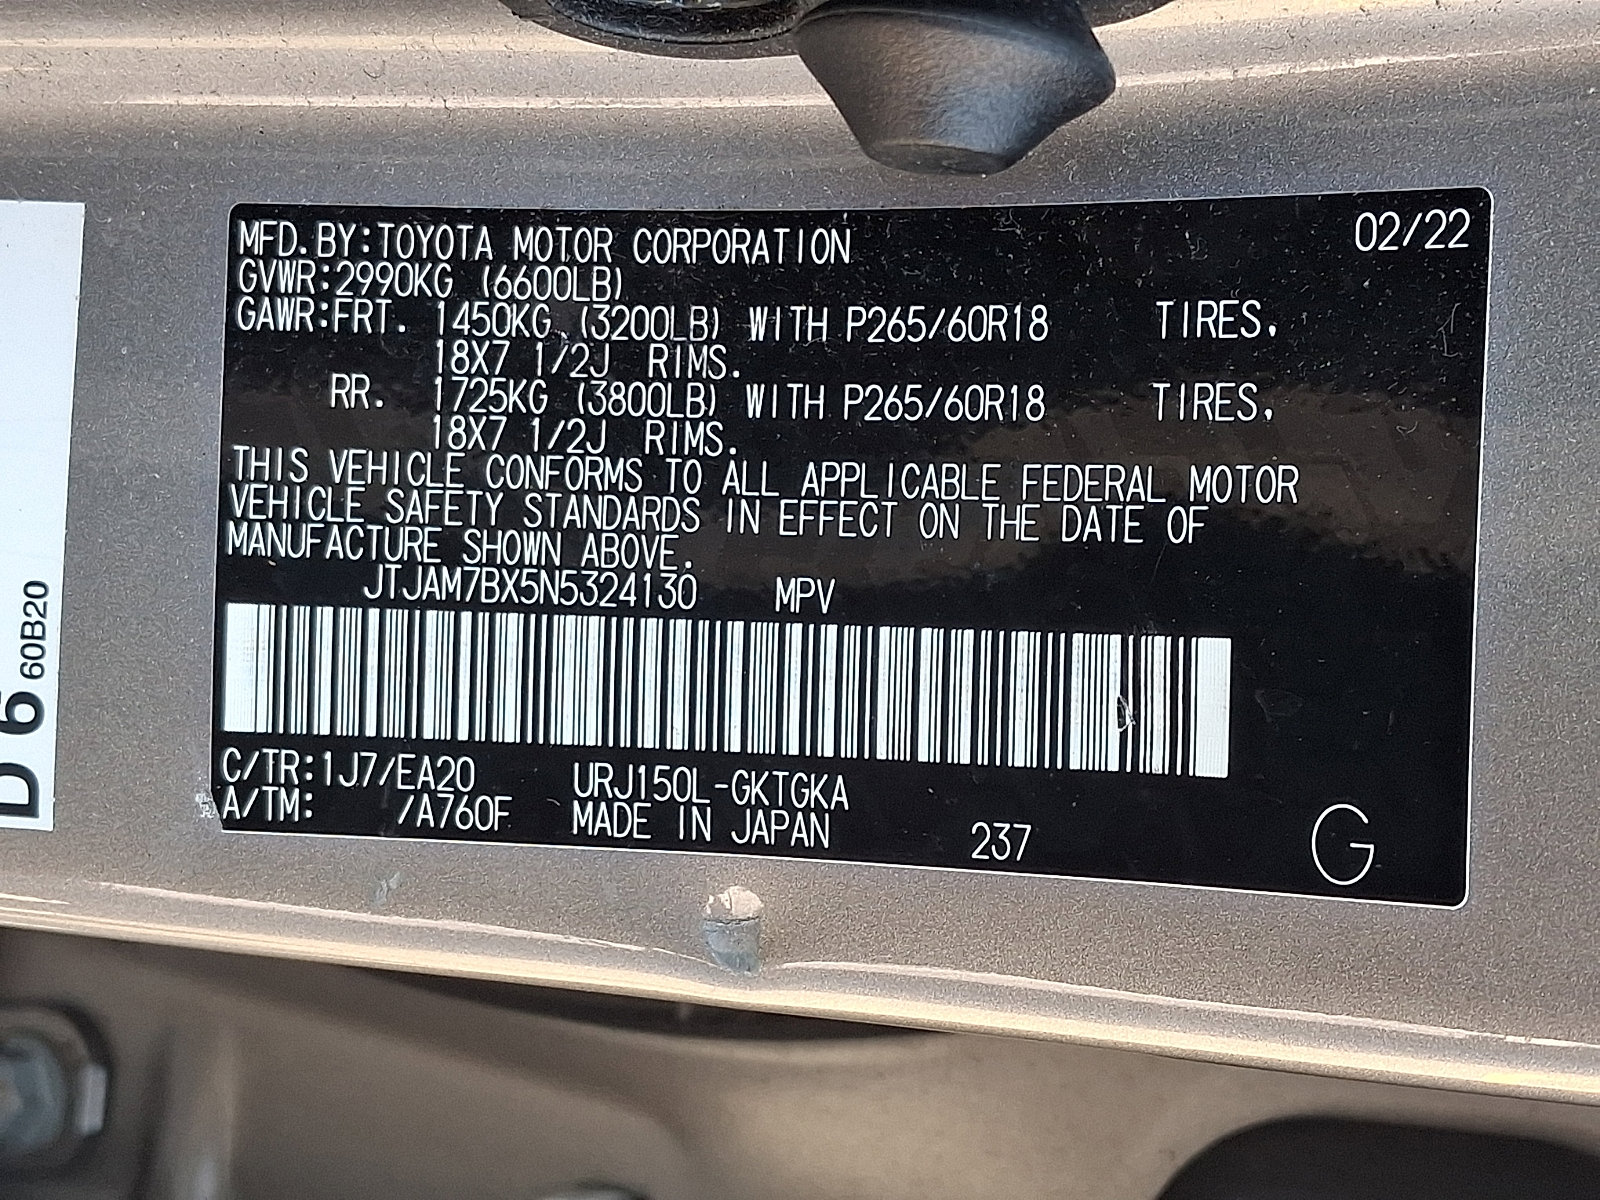 MFD.BY:TOYOTA MOTOR CORPORATION 02/22
GVWR:2990KG (6600LB)
GAWR:FRT. 1450KG (3200LB) WITH P265/60R18 TIRES,
18X7 1/2J RIMS.
RR. 1725KG (3800LB) WITH P265/60R18 TIRES,
18X7 1/2J RIMS.
THIS VEHICLE CONFORMS TO ALL APPLICABLE FEDERAL MOTOR
VEHICLE SAFETY STANDARDS IN EFFECT ON THE DATE OF
MANUFACTURE SHOWN ABOVE.
JTJAM7BX5N5324130 MPV
C/TR:1J7/EA20 URJ150L-GKTGKA
A/TM: /A760F MADE IN JAPAN 237 G
D6 60B20